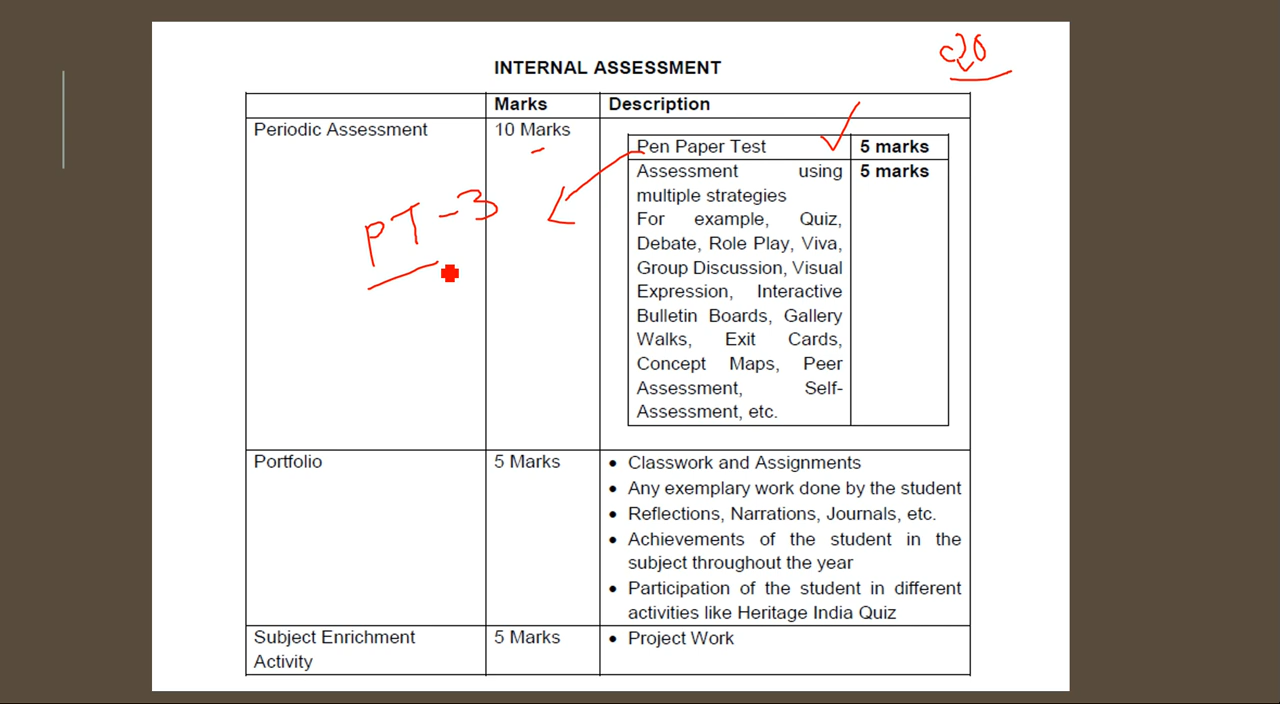 20
INTERNAL ASSESSMENT
Marks Description
Periodic Assessment 10 Marks
Pen Paper Test 5 marks
Assessment using 5 marks
multiple strategies
For example, Quiz,
Debate, Role Play, Viva,
Group Discussion, Visual
Expression, Interactive
Bulletin Boards, Gallery
Walks, Exit Cards,
Concept Maps, Peer
Assessment, Self-
Assessment, etc.
PT-3
Portfolio 5 Marks • Classwork and Assignments
• Any exemplary work done by the student
• Reflections, Narrations, Journals, etc.
• Achievements of the student in the
subject throughout the year
• Participation of the student in different
activities like Heritage India Quiz
Subject Enrichment 5 Marks • Project Work
Activity